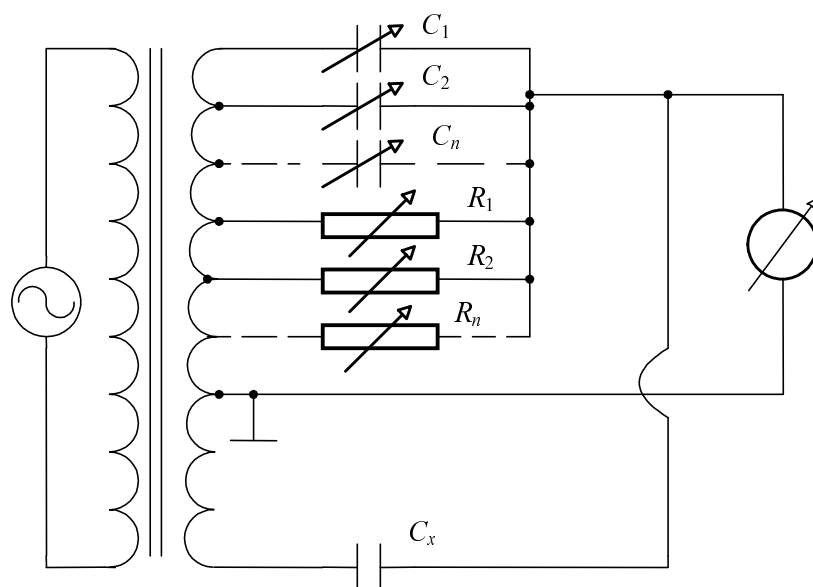 C₁
C₂
Cₙ
R₁
R₂
Rₙ
Cₓ